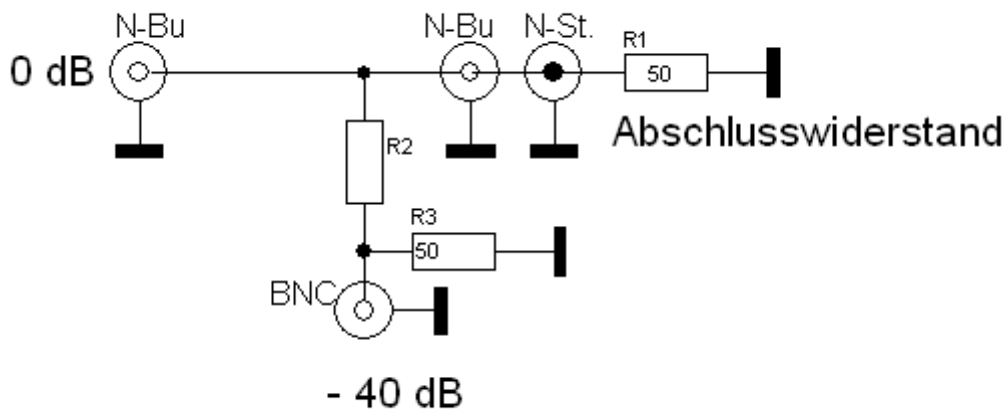 N-Bu
N-Bu
N-St.
R1
0 dB
50
Abschlusswiderstand
R2
R3
50
BNC
- 40 dB